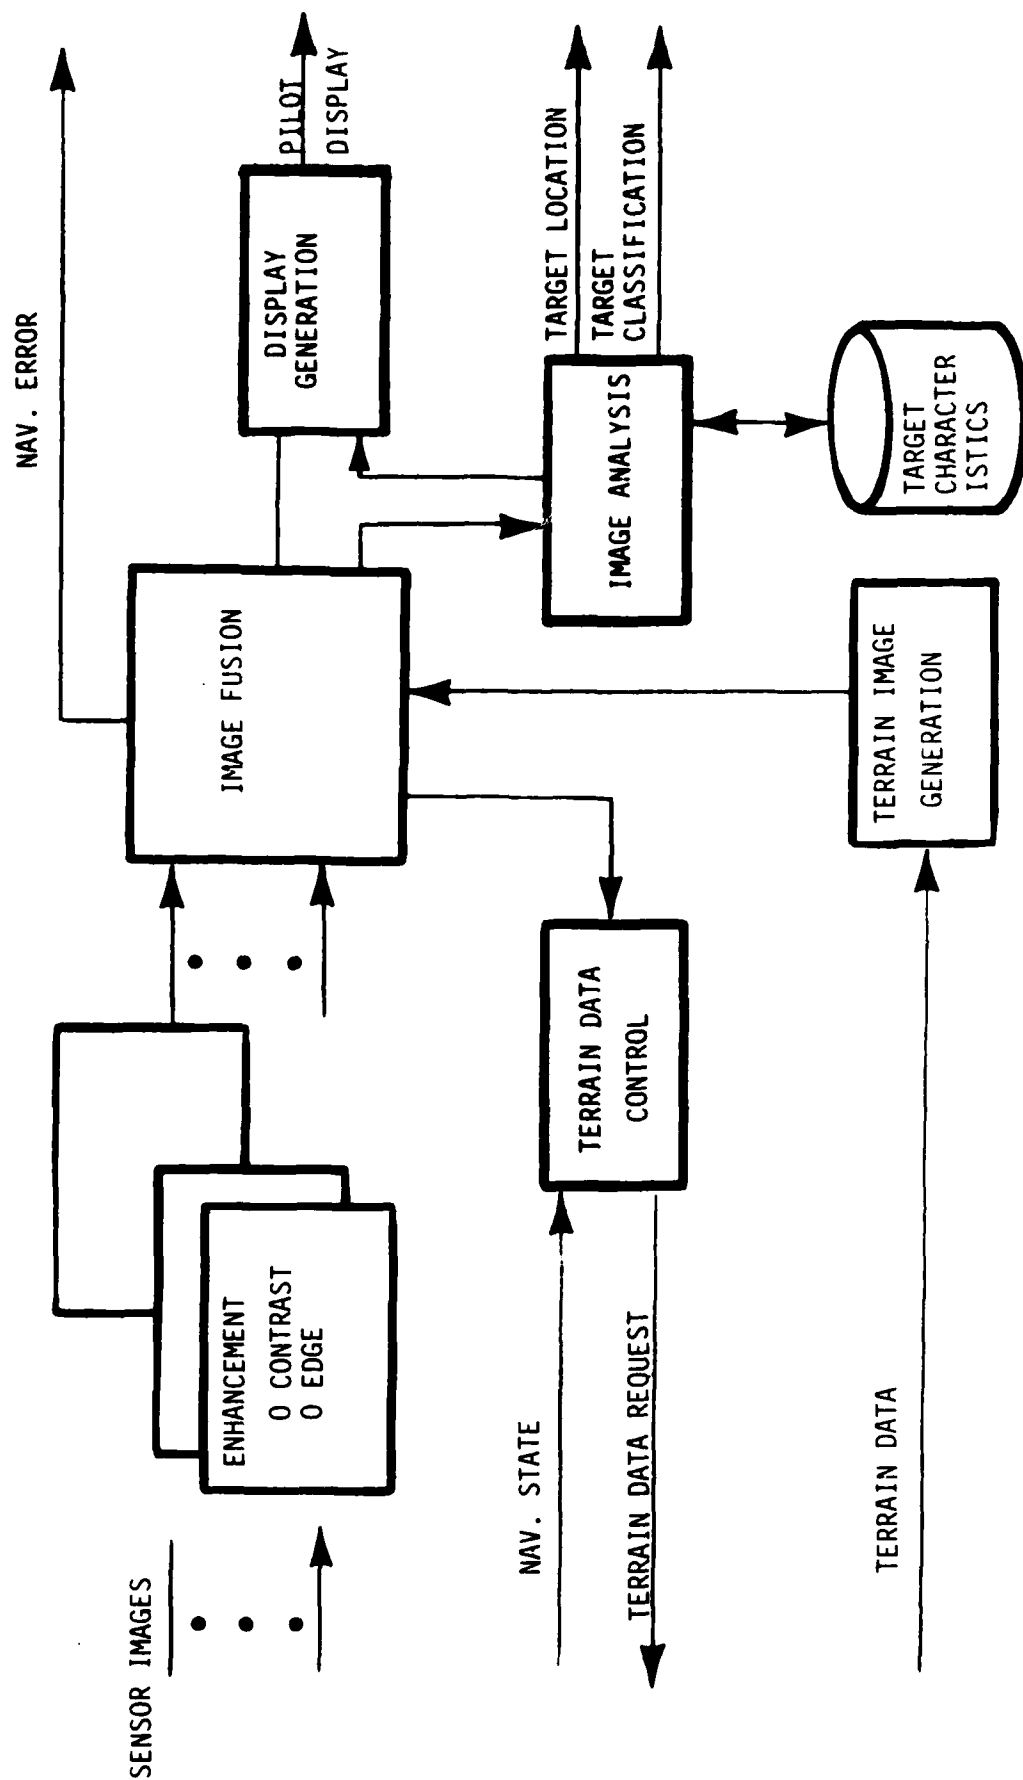 NAV. ERROR
SENSOR IMAGES
ENHANCEMENT
O CONTRAST
O EDGE
IMAGE FUSION
DISPLAY
GENERATION
PILOT
DISPLAY
NAV. STATE
TERRAIN DATA REQUEST
TERRAIN DATA
CONTROL
IMAGE ANALYSIS
TARGET LOCATION
TARGET
CLASSIFICATION
TERRAIN DATA
TERRAIN IMAGE
GENERATION
TARGET
CHARACTER
ISTICS